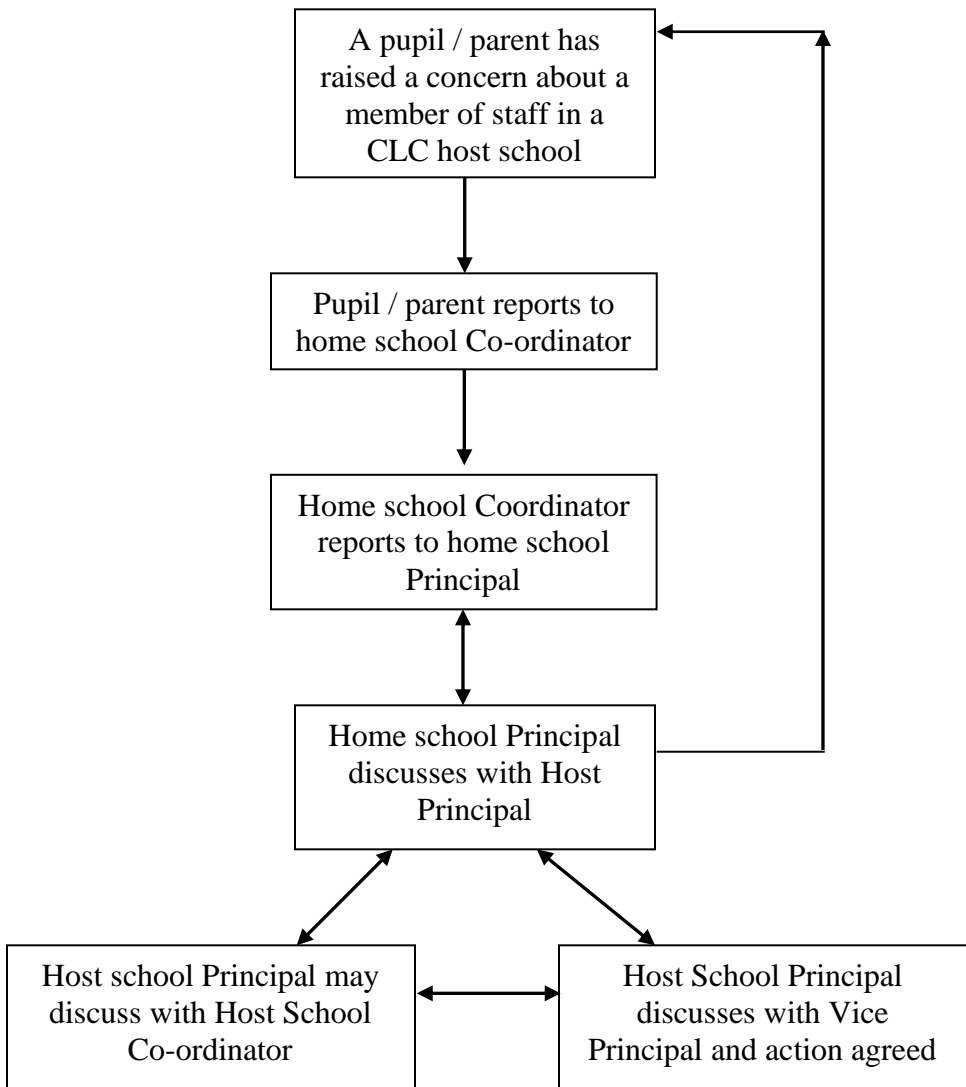 A pupil / parent has
raised a concern about a
member of staff in a
CLC host school
Pupil / parent reports to
home school Co-ordinator
Home school Coordinator
reports to home school
Principal
Home school Principal
discusses with Host
Principal
Host school Principal may
discuss with Host School
Co-ordinator
Host School Principal
discusses with Vice
Principal and action agreed